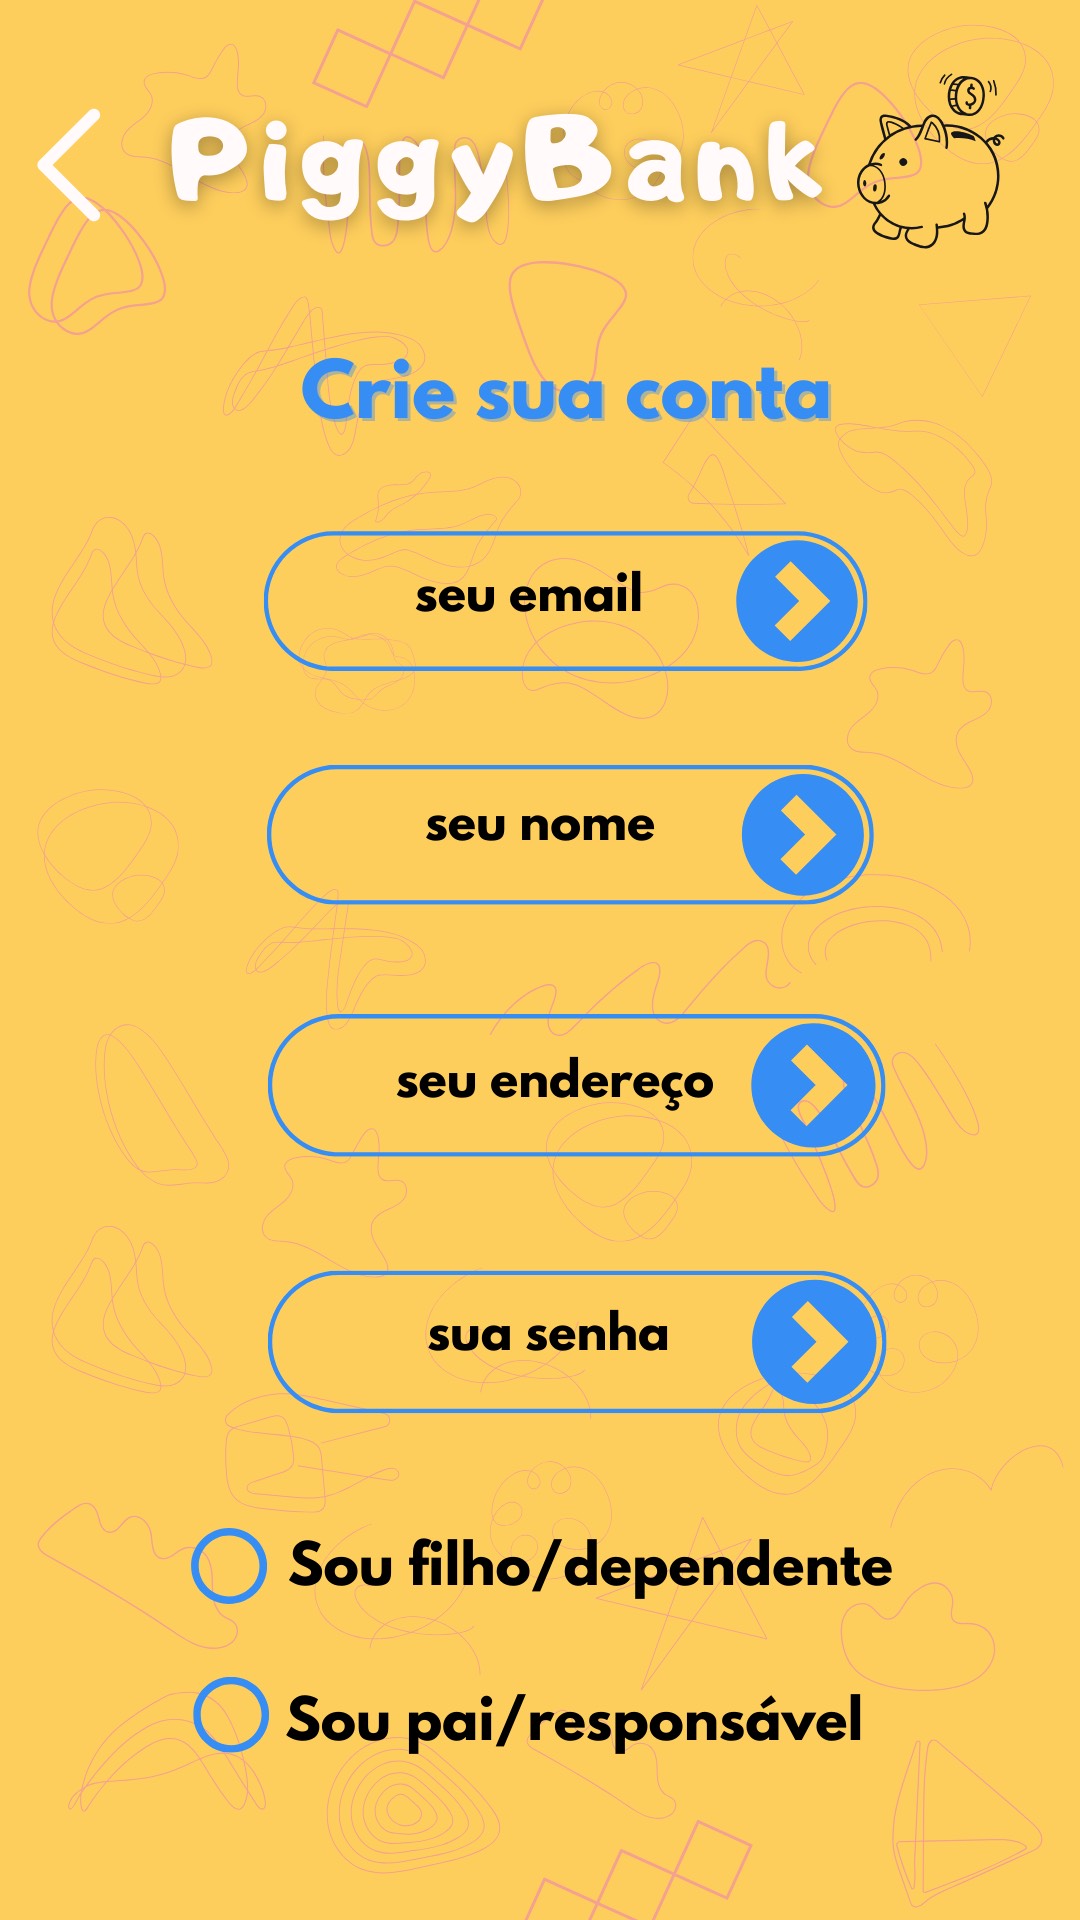 PiggyBank
$
Crie sua conta
seu email
seu nome
seu endereço
sua senha
Sou filho/dependente
Sou pai/responsável